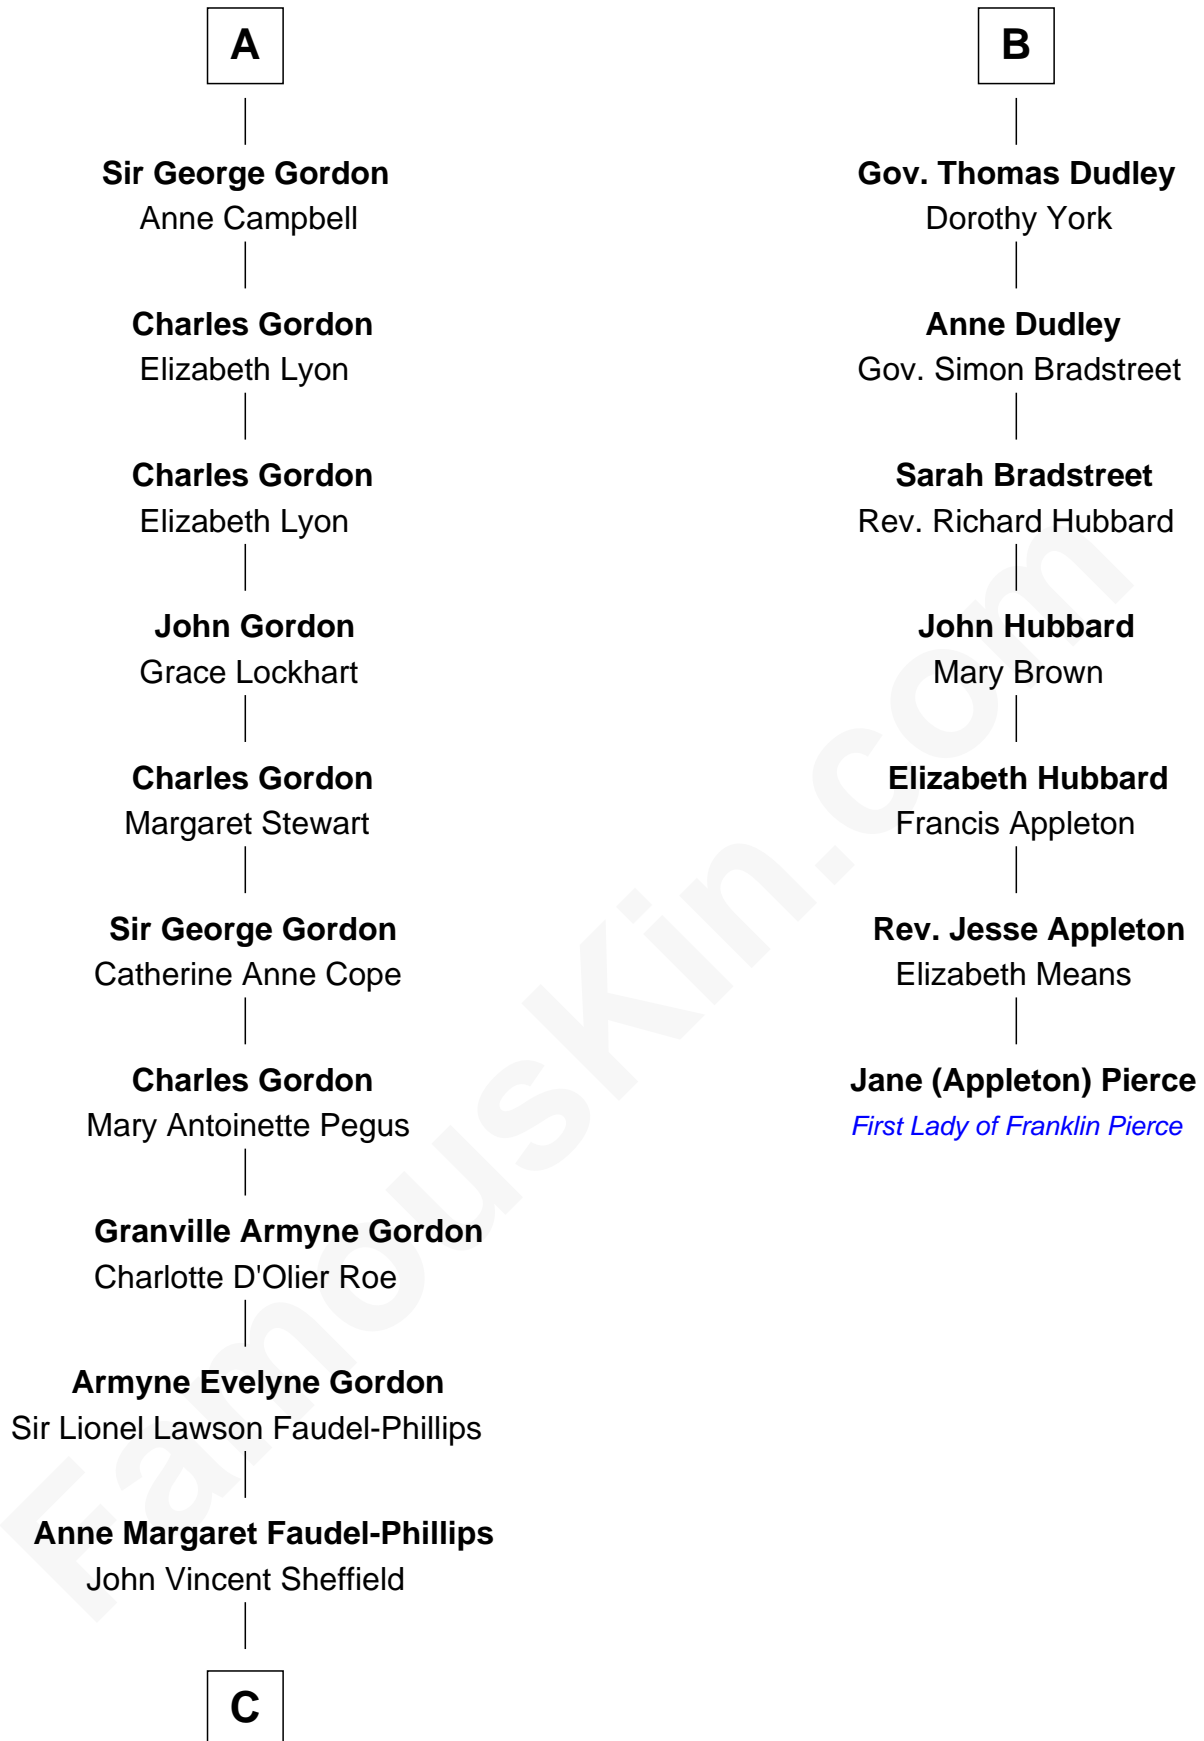 A
Sir George Gordon
Anne Campbell
Charles Gordon
Elizabeth Lyon
Charles Gordon
Elizabeth Lyon
John Gordon
Grace Lockhart
Charles Gordon
Margaret Stewart
Sir George Gordon
Catherine Anne Cope
Charles Gordon
Mary Antoinette Pegus
Granville Armyne Gordon
Charlotte D'Olier Roe
Armyne Evelyne Gordon
Sir Lionel Lawson Faudel-Phillips
Anne Margaret Faudel-Phillips
John Vincent Sheffield
C
B
Gov. Thomas Dudley
Dorothy York
Anne Dudley
Gov. Simon Bradstreet
Sarah Bradstreet
Rev. Richard Hubbard
John Hubbard
Mary Brown
Elizabeth Hubbard
Francis Appleton
Rev. Jesse Appleton
Elizabeth Means
Jane (Appleton) Pierce
First Lady of Franklin Pierce
FamousKin.com